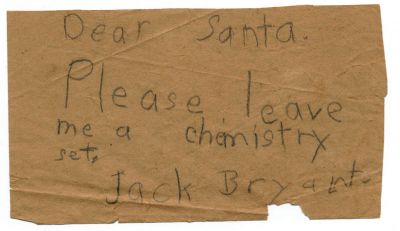 Dear Santa.
Please leave
me a chemistry
set.
Jack Bryant.